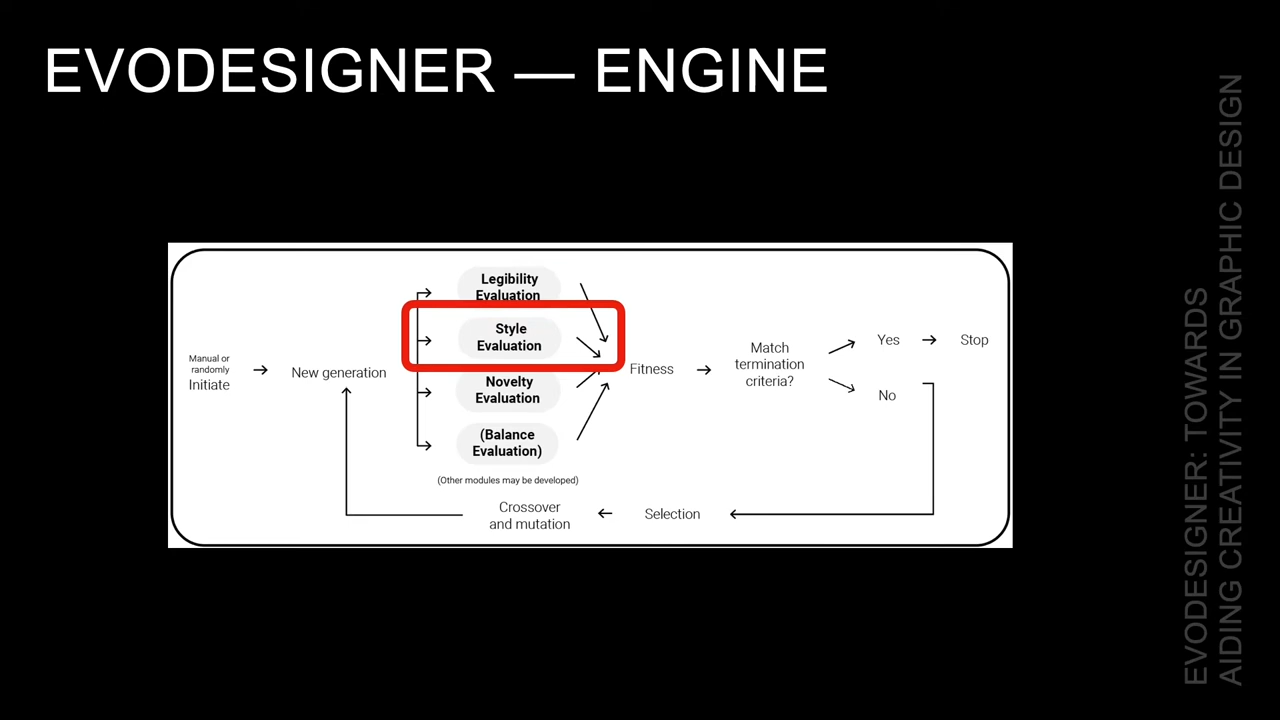 EVODESIGNER — ENGINE
Legibility
Evaluation
Style
Evaluation
Novelty
Evaluation
(Balance
Evaluation)
(Other modules may be developed)
Manual or
randomly
Initiate
New generation
Fitness
Match
termination
criteria?
Yes
Stop
No
Selection
Crossover
and mutation
EVODESIGNER: TOWARDS
AIDING CREATIVITY IN GRAPHIC DESIGN